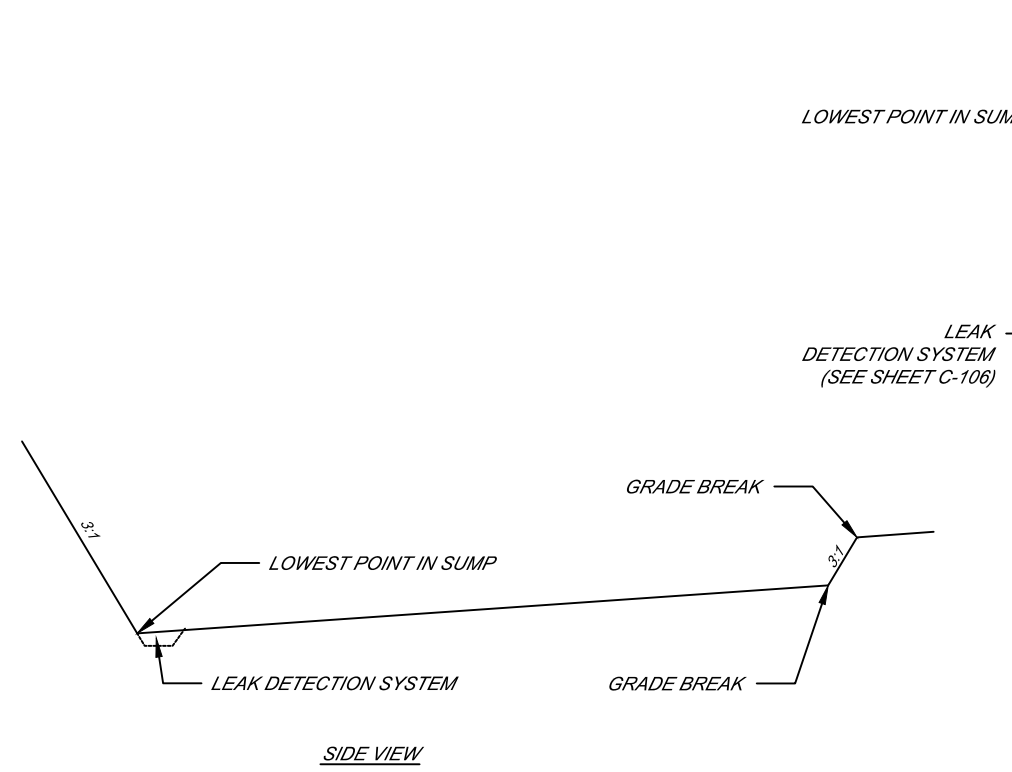 LOWEST POINT IN SUM
LEAK
DETECTION SYSTEM
(SEE SHEET C-106)
GRADE BREAK
3:1
3:1
LOWEST POINT IN SUMP
LEAK DETECTION SYSTEM
GRADE BREAK
SIDE VIEW